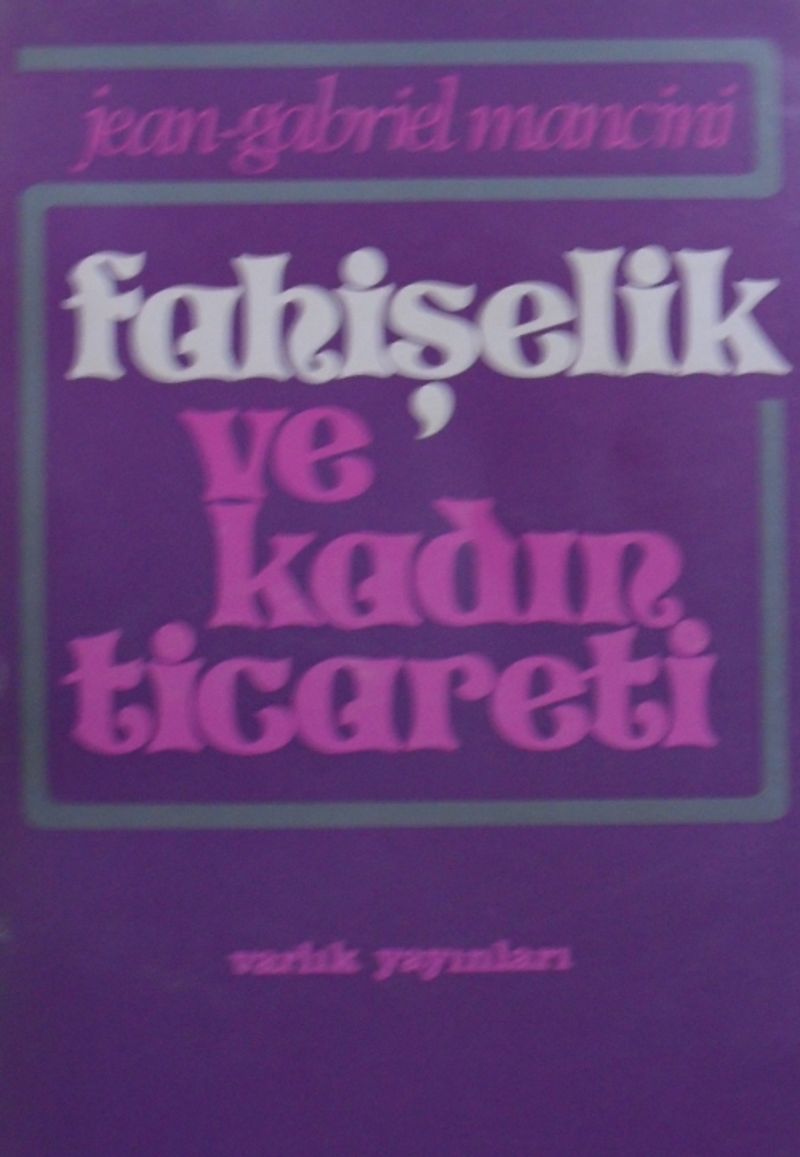 jean-gabriel mancini
fahişelik
ve
kadın
ticareti
varlık yayınları